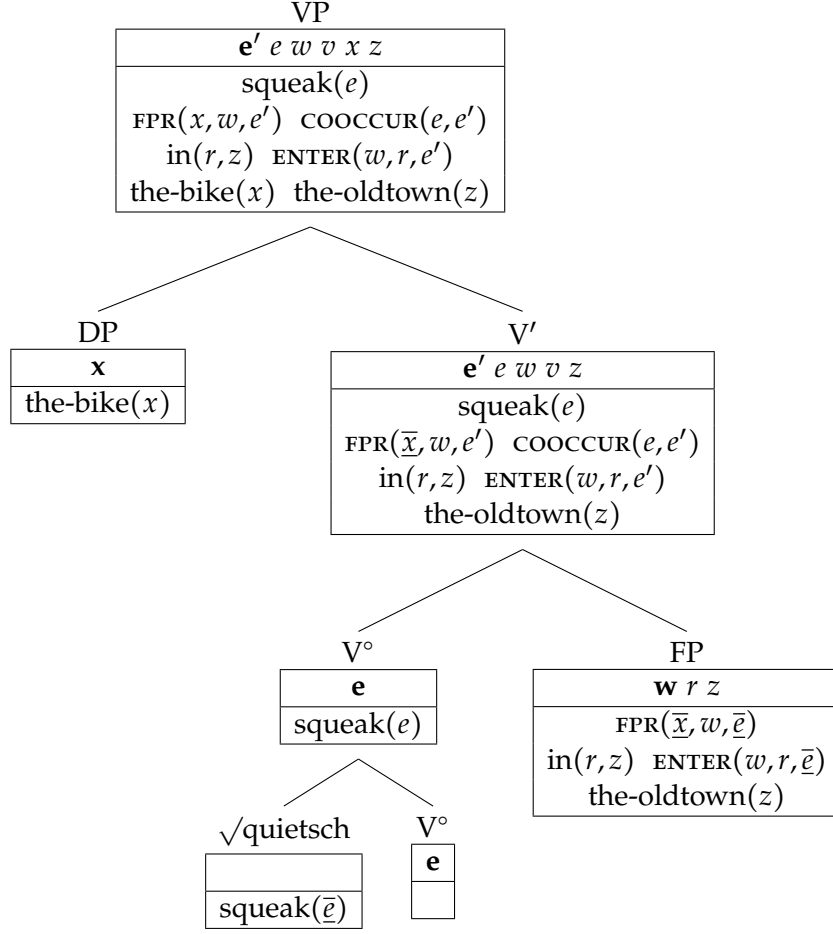 VP
e′ e w v x z
squeak(e)
FPR(x, w, e′) COOCCUR(e, e′)
in(r, z) ENTER(w, r, e′)
the-bike(x) the-oldtown(z)
DP
x
the-bike(x)
V′
e′ e w v z
squeak(e)
FPR(x̲̅, w, e′) COOCCUR(e, e′)
in(r, z) ENTER(w, r, e′)
the-oldtown(z)
V°
e
squeak(e)
FP
w r z
FPR(x̲̅, w, e̲̅)
in(r, z) ENTER(w, r, e̲̅)
the-oldtown(z)
√quietsch
squeak(e̲̅)
V°
e